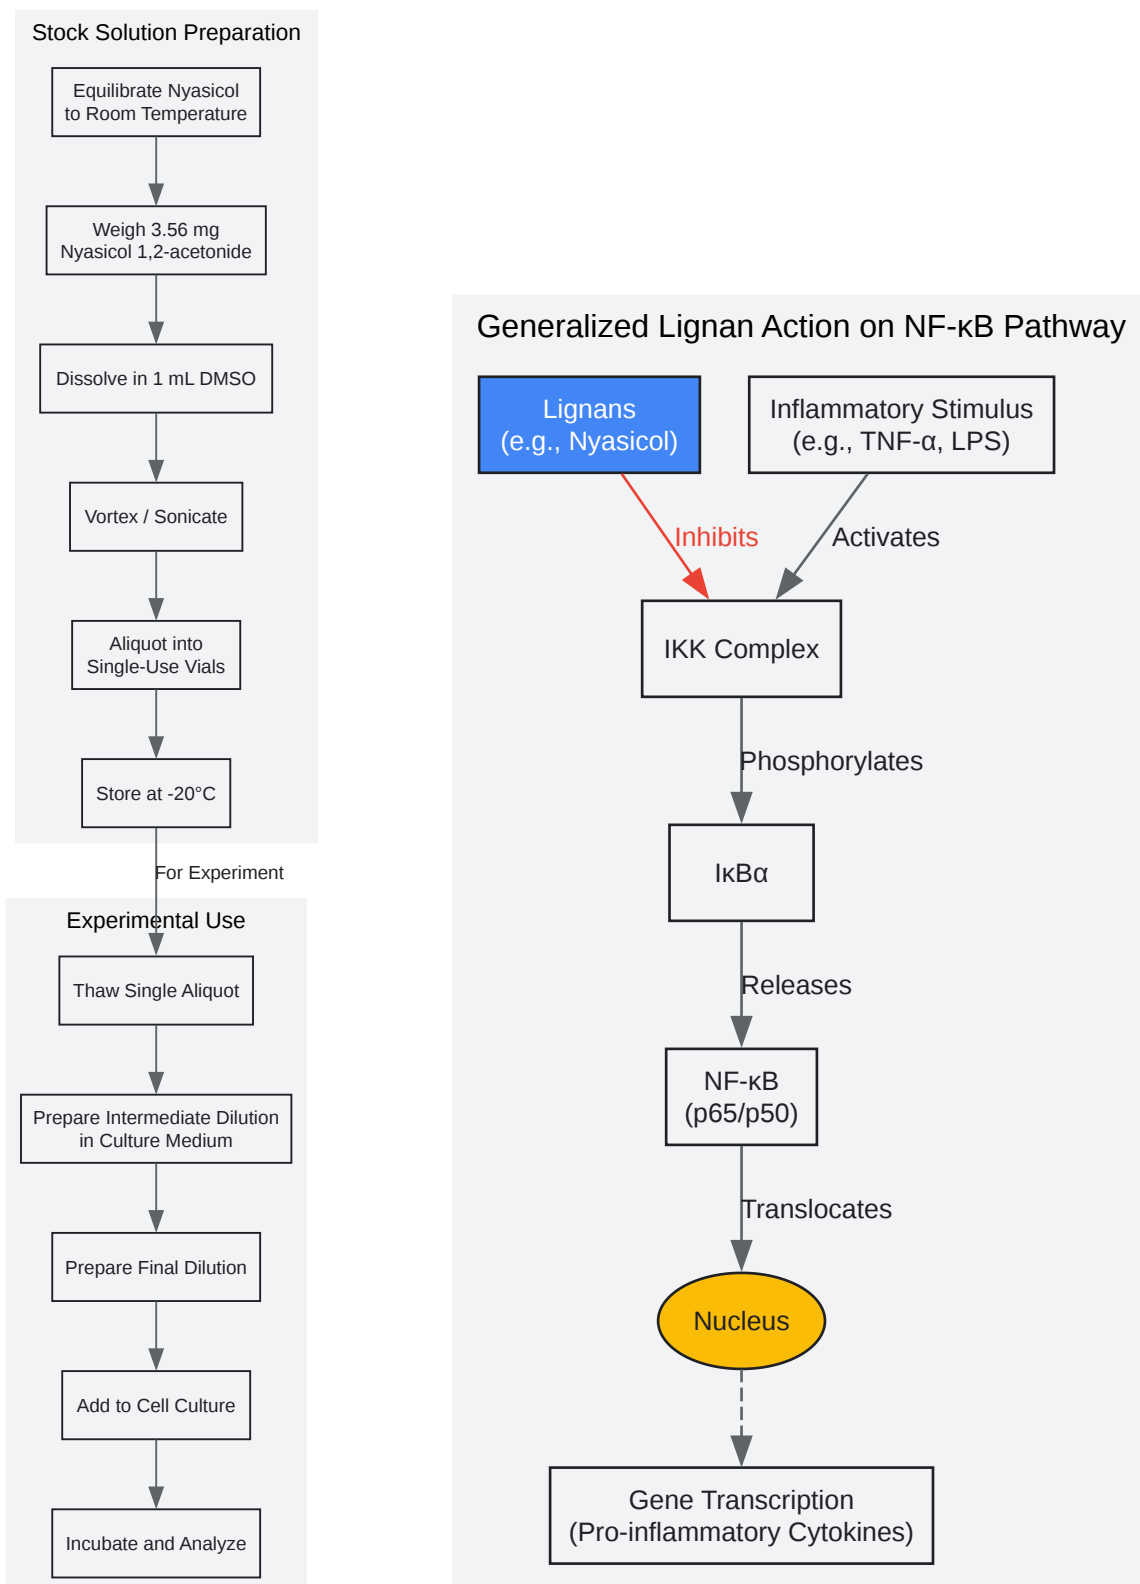 Stock Solution Preparation
Equilibrate Nyasicol
to Room Temperature
Weigh 3.56 mg
Nyasicol 1,2-acetonide
Dissolve in 1 mL DMSO
Vortex / Sonicate
Aliquot into
Single-Use Vials
Store at -20°C
For Experiment
Experimental Use
Thaw Single Aliquot
Prepare Intermediate Dilution
in Culture Medium
Prepare Final Dilution
Add to Cell Culture
Incubate and Analyze
Generalized Lignan Action on NF-κB Pathway
Lignans
(e.g., Nyasicol)
Inflammatory Stimulus
(e.g., TNF-α, LPS)
Inhibits
Activates
IKK Complex
Phosphorylates
IκBα
Releases
NF-κB
(p65/p50)
Translocates
Nucleus
Gene Transcription
(Pro-inflammatory Cytokines)